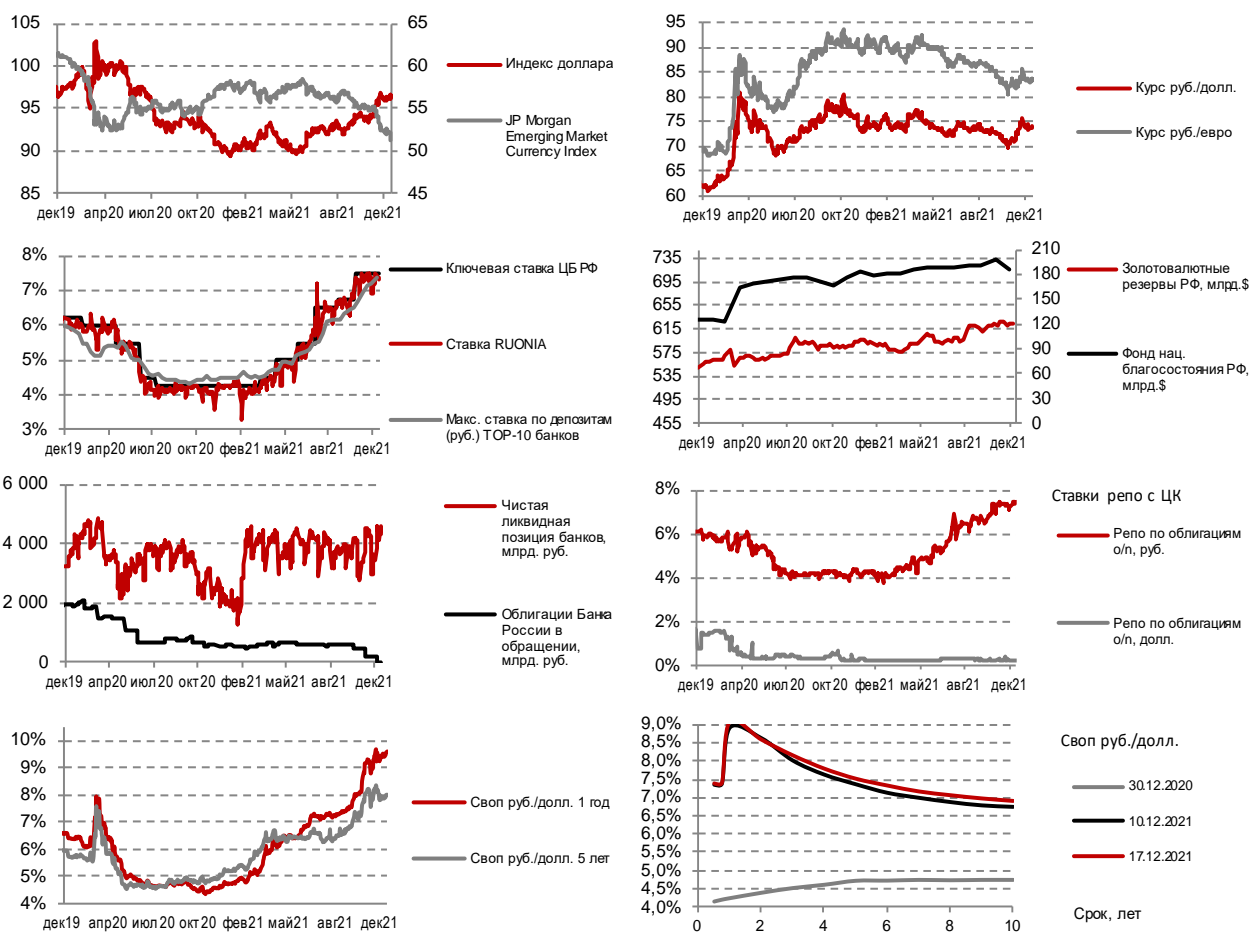 105
100
95
90
85
65
60
55
50
45
дек19 апр20 июл20 окт20 фев21 май21 авг21 дек21
Индекс доллара
JP Morgan
Emerging Market
Currency Index
95
90
85
80
75
70
65
60
дек19 апр20 июл20 окт20 фев21 май21 авг21 дек21
Курс руб./долл.
Курс руб./евро
8%
7%
6%
5%
4%
3%
дек19 апр20 июл20 окт20 фев21 май21 авг21 дек21
Ключевая ставка ЦБ РФ
Ставка RUONIA
Макс. ставка по депозитам
(руб.) TOP-10 банков
735
695
655
615
575
535
495
455
210
180
150
120
90
60
30
0
дек19 апр20 июл20 окт20 фев21 май21 авг21 дек21
Золотовалютные
резервы РФ, млрд.$
Фонд нац.
благосостояния РФ,
млрд.$
6 000
4 000
2 000
0
дек19 апр20 июл20 окт20 фев21 май21 авг21 дек21
Чистая
ликвидная
позиция банков,
млрд. руб.
Облигации Банка
России в
обращении,
млрд. руб.
8%
6%
4%
2%
0%
дек19 апр20 июл20 окт20 фев21 май21 авг21 дек21
Ставки репо с ЦК
Репо по облигациям
o/n, руб.
Репо по облигациям
o/n, долл.
10%
9%
8%
7%
6%
5%
4%
дек19 апр20 июл20 окт20 фев21 май21 авг21 дек21
Своп руб./долл. 1 год
Своп руб./долл. 5 лет
9,0%
8,5%
8,0%
7,5%
7,0%
6,5%
6,0%
5,5%
5,0%
4,5%
4,0%
0 2 4 6 8 10
Своп руб./долл.
30.12.2020
10.12.2021
17.12.2021
Срок, лет